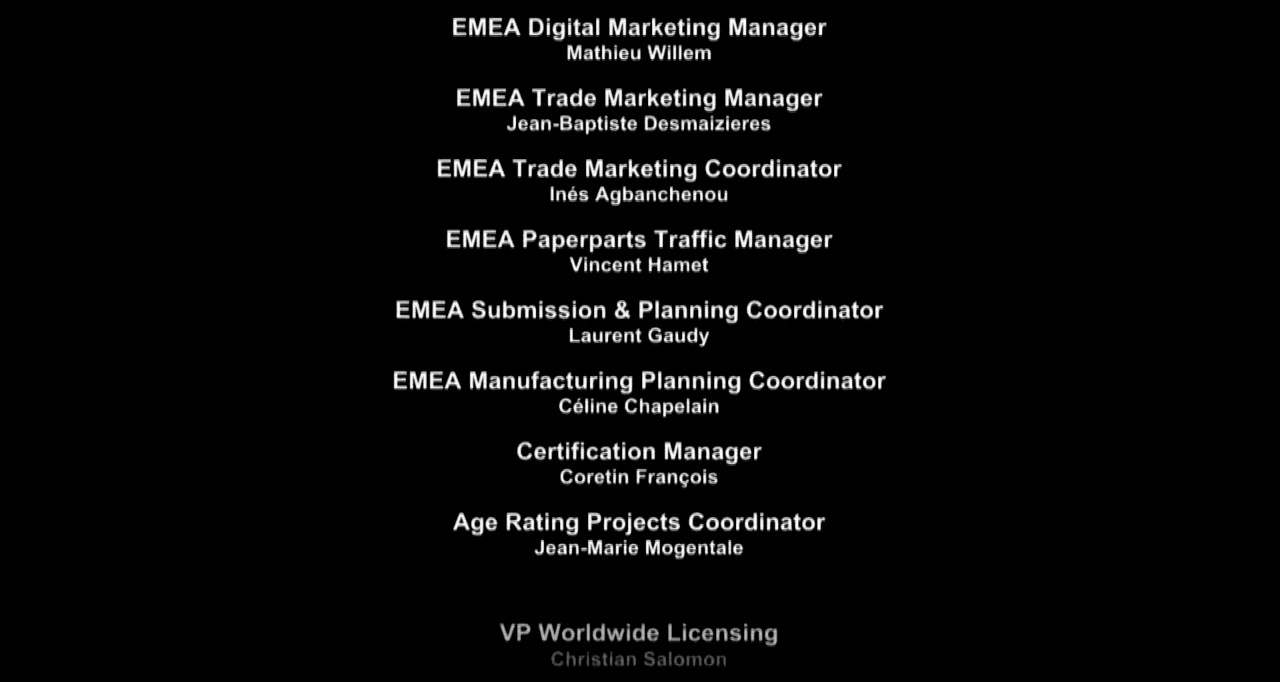 EMEA Digital Marketing Manager
Mathieu Willem
EMEA Trade Marketing Manager
Jean-Baptiste Desmaizieres
EMEA Trade Marketing Coordinator
Inés Agbanchenou
EMEA Paperparts Traffic Manager
Vincent Hamet
EMEA Submission & Planning Coordinator
Laurent Gaudy
EMEA Manufacturing Planning Coordinator
Céline Chapelain
Certification Manager
Coretin François
Age Rating Projects Coordinator
Jean-Marie Mogentale
VP Worldwide Licensing
Christian Salomon